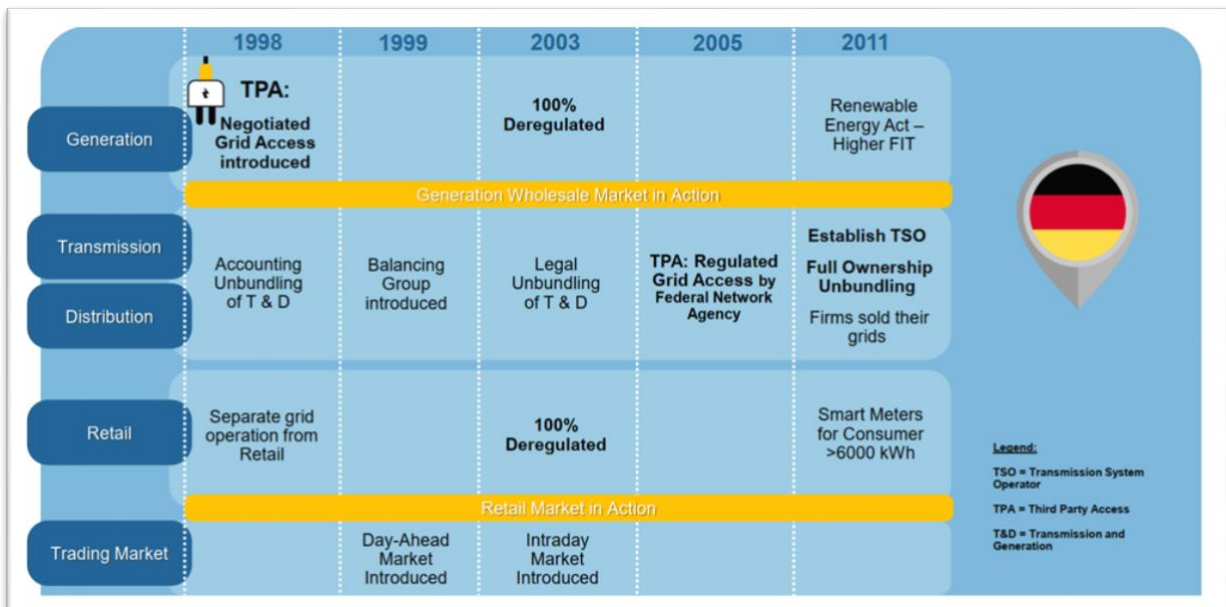 1998 1999 2003 2005 2011
Generation
TPA:
Negotiated
Grid Access
introduced
100%
Deregulated
Renewable
Energy Act –
Higher FIT
Generation Wholesale Market in Action
Transmission
Distribution
Accounting
Unbundling
of T & D
Balancing
Group
introduced
Legal
Unbundling
of T & D
TPA: Regulated
Grid Access by
Federal Network
Agency
Establish TSO
Full Ownership
Unbundling
Firms sold their
grids
Retail
Separate grid
operation from
Retail
100%
Deregulated
Smart Meters
for Consumer
>6000 kWh
Retail Market in Action
Trading Market
Day-Ahead
Market
Introduced
Intraday
Market
Introduced
Legend:
TSO = Transmission System
Operator
TPA = Third Party Access
T&D = Transmission and
Generation